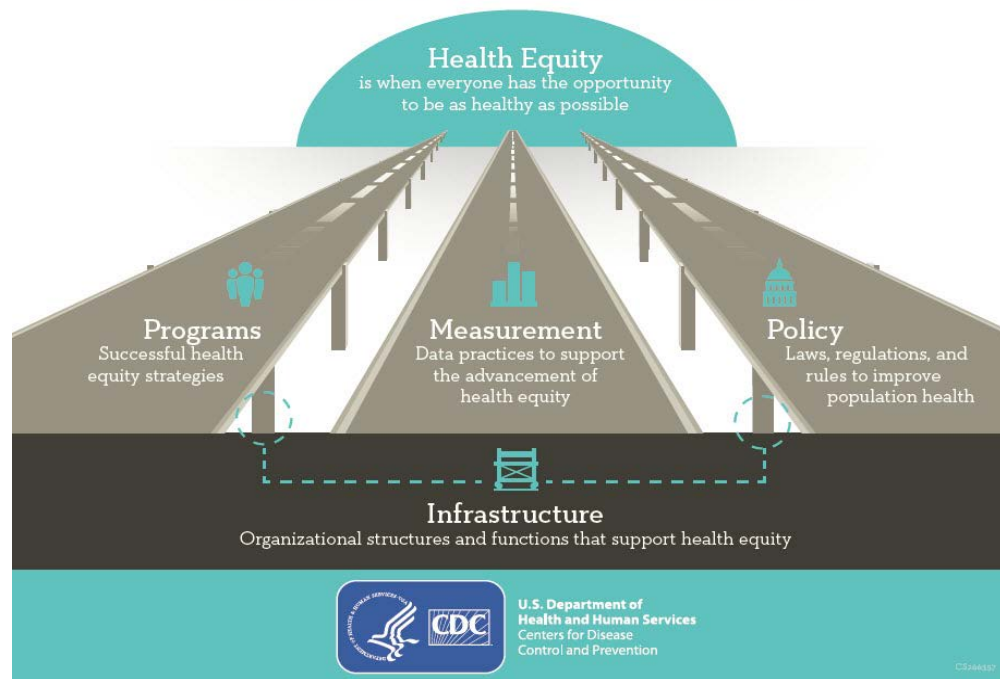 Health Equity
is when everyone has the opportunity
to be as healthy as possible
Programs
Successful health
equity strategies
Measurement
Data practices to support
the advancement of
health equity
Policy
Laws, regulations, and
rules to improve
population health
Infrastructure
Organizational structures and functions that support health equity
CDC
U.S. Department of
Health and Human Services
Centers for Disease
Control and Prevention